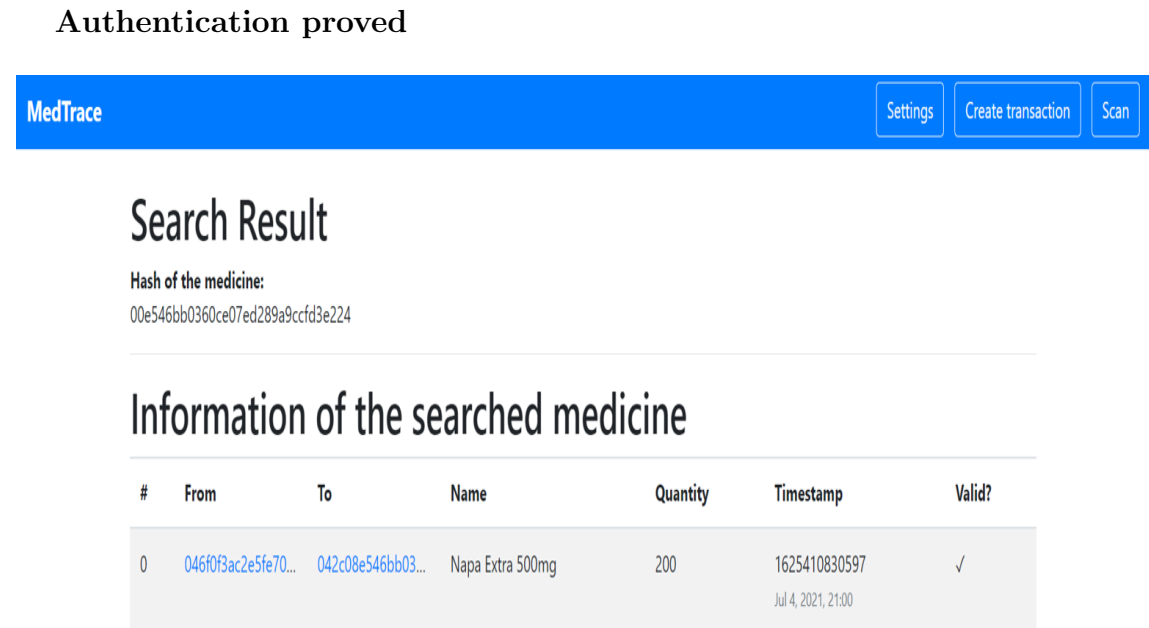 Authentication proved
MedTrace Settings Create transaction Scan
Search Result
Hash of the medicine:
00e546bb0360ce07ed289a9ccfd3e224
Information of the searched medicine
# From To Name Quantity Timestamp Valid?
0 046f0f3ac2e5fe70... 042c08e546bb03... Napa Extra 500mg 200 1625410830597 √
Jul 4, 2021, 21:00